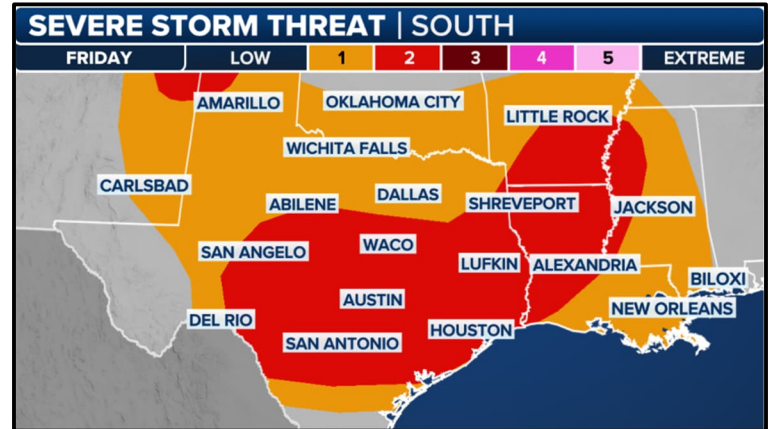 SEVERE STORM THREAT | SOUTH
FRIDAY LOW 1 2 3 4 5 EXTREME
AMARILLO
OKLAHOMA CITY
LITTLE ROCK
WICHITA FALLS
CARLSBAD
DALLAS
ABILENE
SHREVEPORT
JACKSON
SAN ANGELO
WACO
LUFKIN
ALEXANDRIA
BILOXI
AUSTIN
NEW ORLEANS
DEL RIO
HOUSTON
SAN ANTONIO